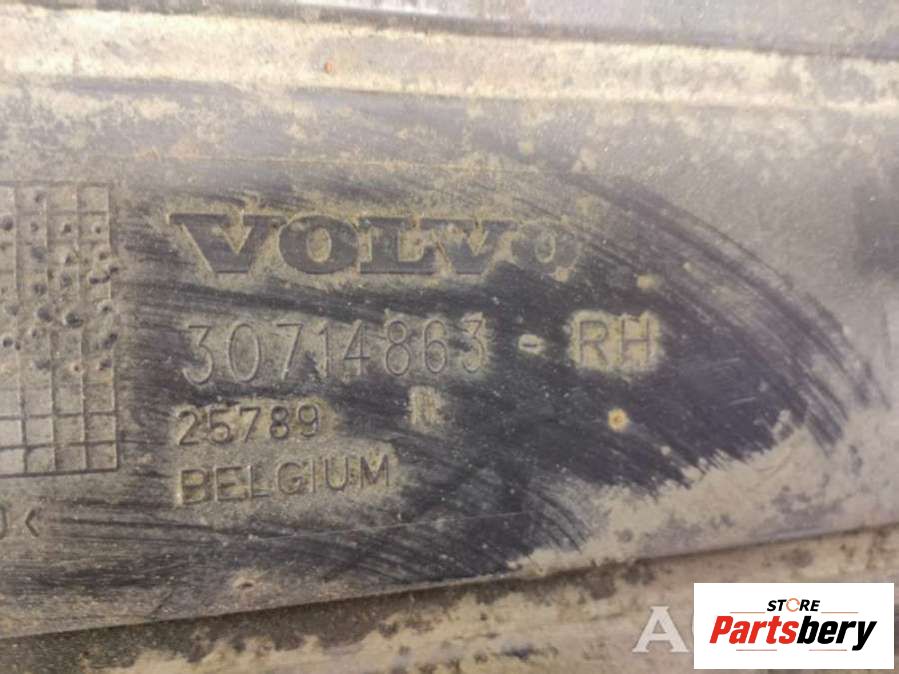 VOLVO
30714863 - RH
25789
BELGIUM
STORE
Partsbery